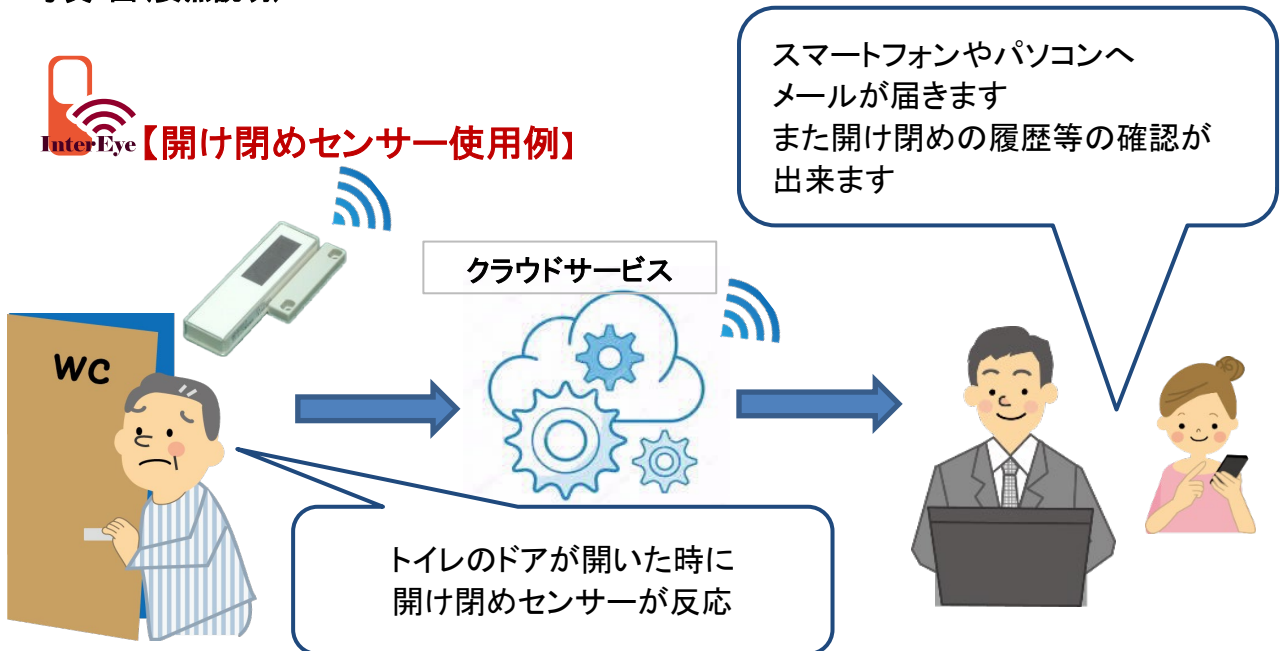 InterEye【開け閉めセンサー使用例】
スマートフォンやパソコンへ
メールが届きます
また開け閉めの履歴等の確認が
出来ます
クラウドサービス
WC
トイレのドアが開いた時に
開け閉めセンサーが反応